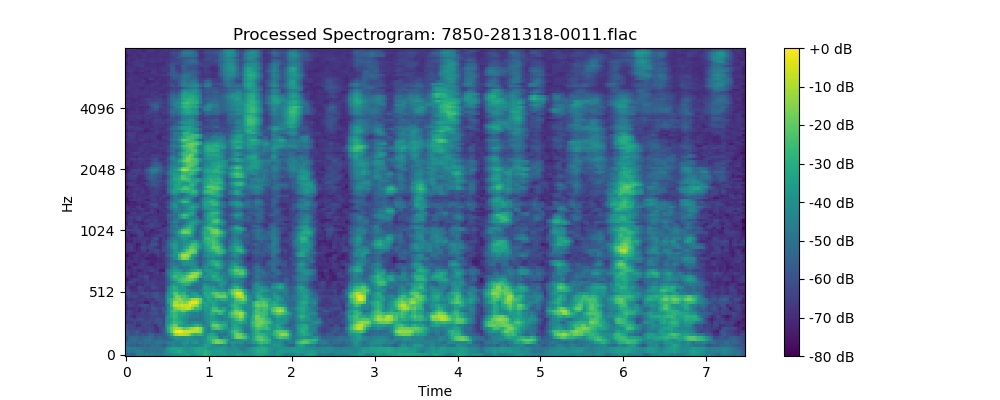 Processed Spectrogram: 7850-281318-0011.flac
Hz
4096
2048
1024
512
0
0 1 2 3 4 5 6 7
Time
+0 dB
-10 dB
-20 dB
-30 dB
-40 dB
-50 dB
-60 dB
-70 dB
-80 dB